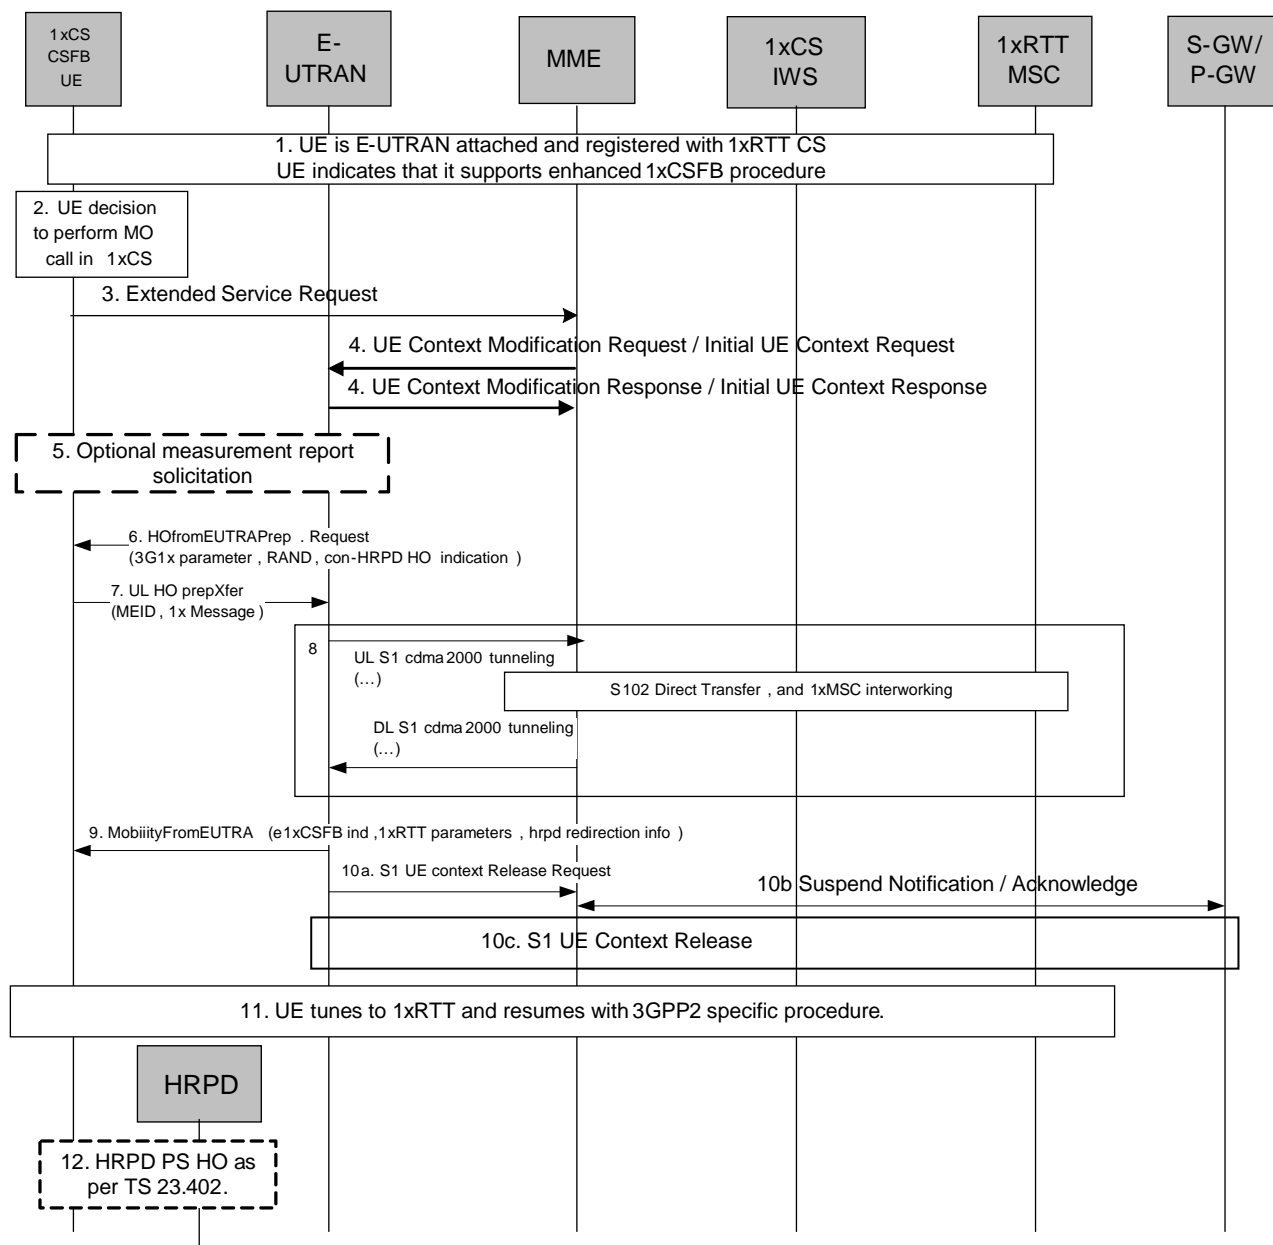 1xCS
CSFB
UE
E-
UTRAN
MME
1xCS
IWS
1xRTT
MSC
S-GW/
P-GW
1. UE is E-UTRAN attached and registered with 1xRTT CS
UE indicates that it supports enhanced 1xCSFB procedure
2. UE decision
to perform MO
call in 1xCS
3. Extended Service Request
4. UE Context Modification Request / Initial UE Context Request
4. UE Context Modification Response / Initial UE Context Response
5. Optional measurement report
solicitation
6. HOfromEUTRAPrep . Request
(3G1x parameter , RAND , con-HRPD HO indication )
7. UL HO prepXfer
(MEID , 1x Message )
8
UL S1 cdma2000 tunneling
(...)
S102 Direct Transfer , and 1xMSC interworking
DL S1 cdma2000 tunneling
(...)
9. MobiiityFromEUTRA (e1xCSFB ind ,1xRTT parameters , hrpd redirection info )
10a. S1 UE context Release Request
10b Suspend Notification / Acknowledge
10c. S1 UE Context Release
11. UE tunes to 1xRTT and resumes with 3GPP2 specific procedure.
HRPD
12. HRPD PS HO as
per TS 23.402.